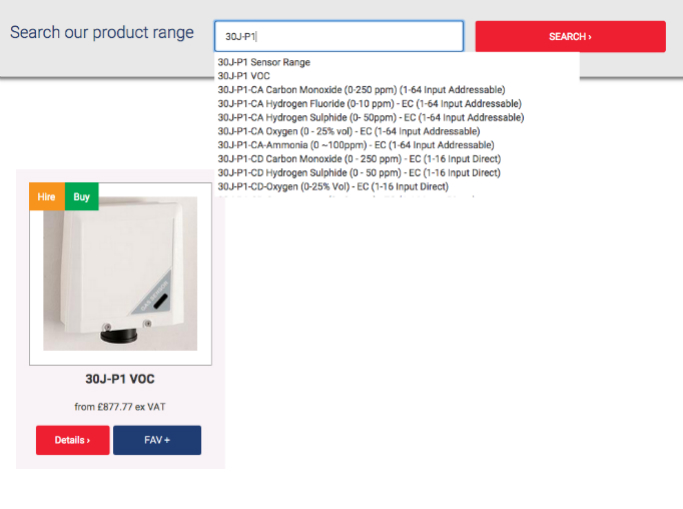 Search our product range
30J-P1
SEARCH ›
30J-P1 Sensor Range
30J-P1 VOC
30J-P1-CA Carbon Monoxide (0-250 ppm) (1-64 Input Addressable)
30J-P1-CA Hydrogen Fluoride (0-10 ppm) - EC (1-64 Input Addressable)
30J-P1-CA Hydrogen Sulphide (0- 50ppm) - EC (1-64 Input Addressable)
30J-P1-CA Oxygen (0 - 25% vol) - EC (1-64 Input Addressable)
30J-P1-CA-Ammonia (0 ~100ppm) - EC (1-64 Input Addressable)
30J-P1-CD Carbon Monoxide (0 - 250 ppm) - EC (1-16 Input Direct)
30J-P1-CD Hydrogen Sulphide (0 - 50 ppm) - EC (1-16 Input Direct)
30J-P1-CD-Oxygen (0-25% Vol) - EC (1-16 Input Direct)
Hire
Buy
GAS SENSOR
30J-P1 VOC
from £877.77 ex VAT
Details ›
FAV +